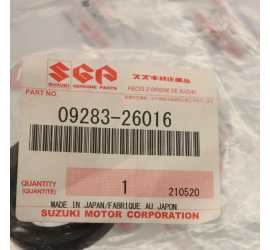 SGP
SUZUKI GENUINE PARTS
スズキ純正部品
PIECES D'ORIGINE DE SUZUKI
PART NO.
09283-26016
QUANTITY
(QUANTITÉ)
1
210520
MADE IN JAPAN/FABRIQUE AU JAPON.
SUZUKI MOTOR CORPORATION